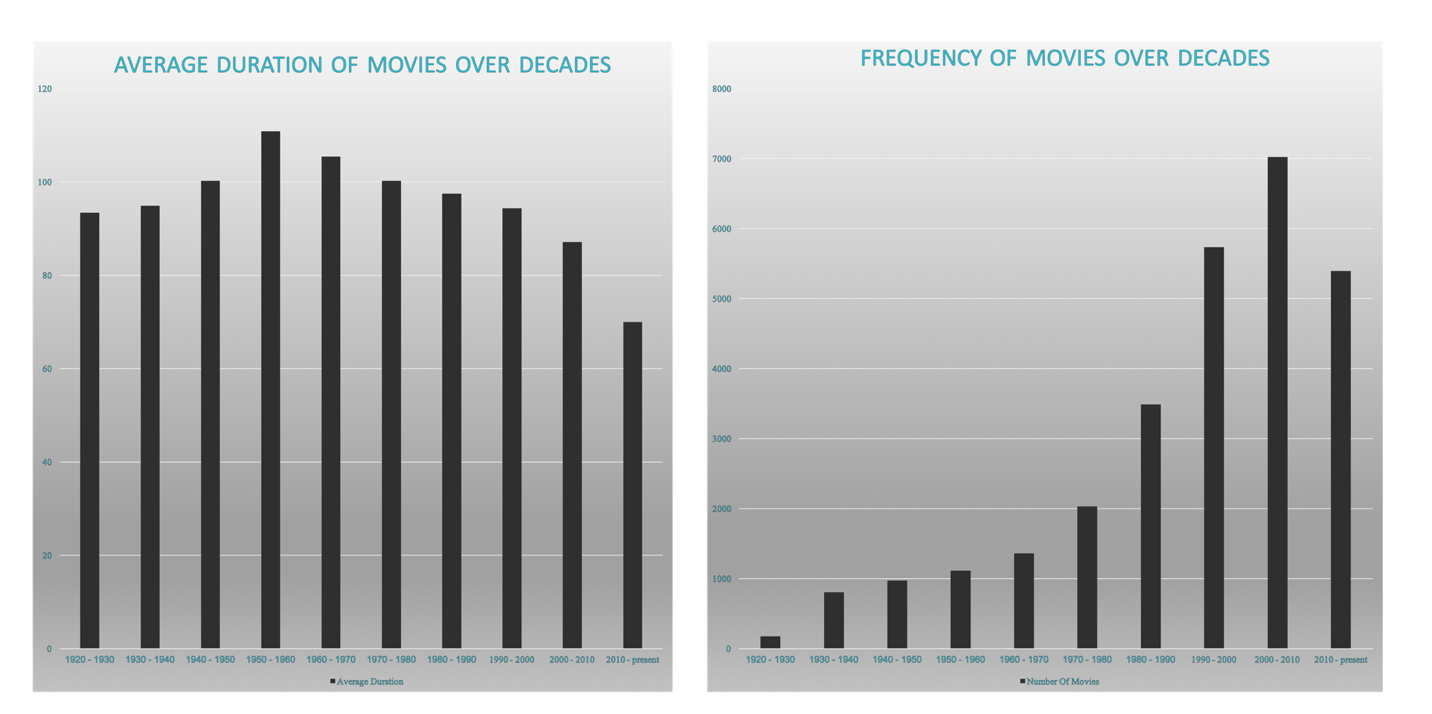 AVERAGE DURATION OF MOVIES OVER DECADES
120
100
80
60
40
20
0
1920 - 1930 1930 - 1940 1940 - 1950 1950 - 1960 1960 - 1970 1970 - 1980 1980 - 1990 1990 - 2000 2000 - 2010 2010 - present
Average Duration
FREQUENCY OF MOVIES OVER DECADES
8000
7000
6000
5000
4000
3000
2000
1000
0
1920 - 1930 1930 - 1940 1940 - 1950 1950 - 1960 1960 - 1970 1970 - 1980 1980 - 1990 1990 - 2000 2000 - 2010 2010 - present
Number Of Movies